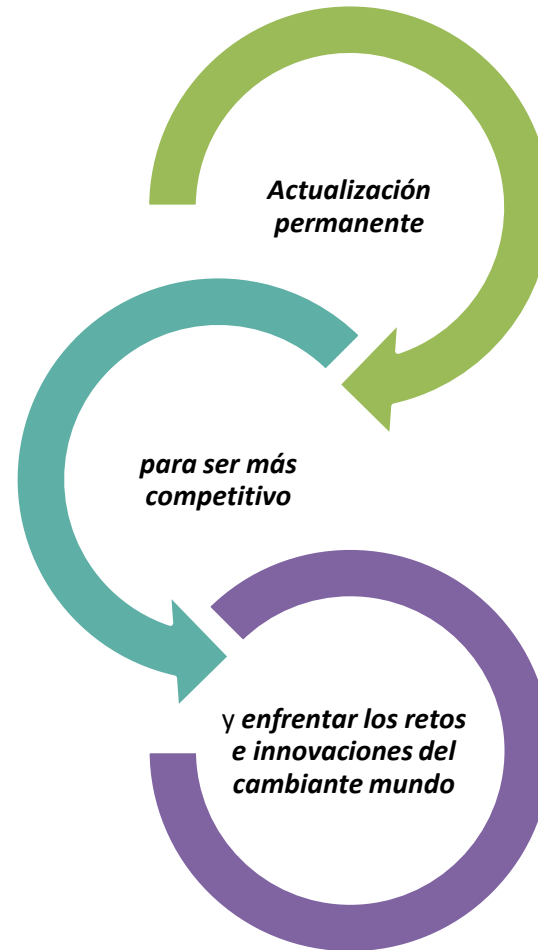 Actualización
permanente
para ser más
competitivo
y enfrentar los retos
e innovaciones del
cambiante mundo